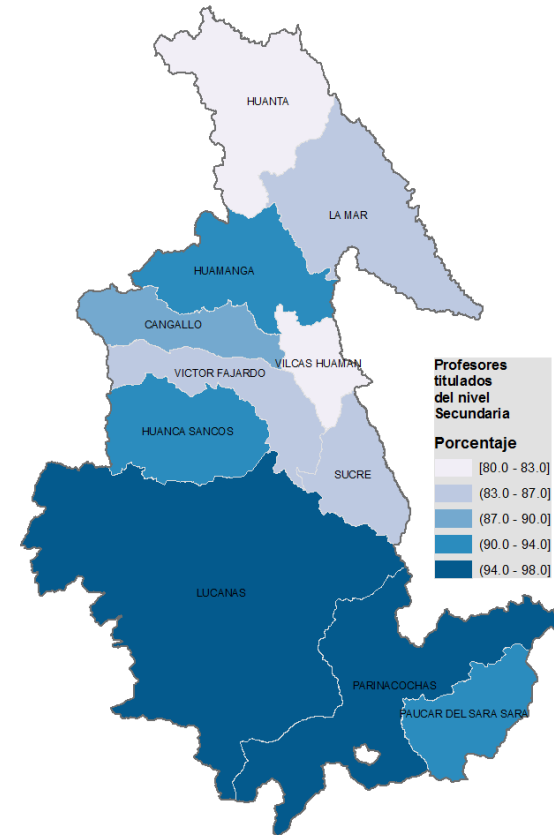 HUANTA
LA MAR
HUAMANGA
CANGALLO
VILCAS HUAMAN
VICTOR FAJARDO
HUANCA SANCOS
SUCRE
LUCANAS
PARINACOCHAS
PAUCAR DEL SARA SARA
Profesores
titulados
del nivel
Secundaria
Porcentaje
[80.0 - 83.0]
(83.0 - 87.0]
(87.0 - 90.0]
(90.0 - 94.0]
(94.0 - 98.0]